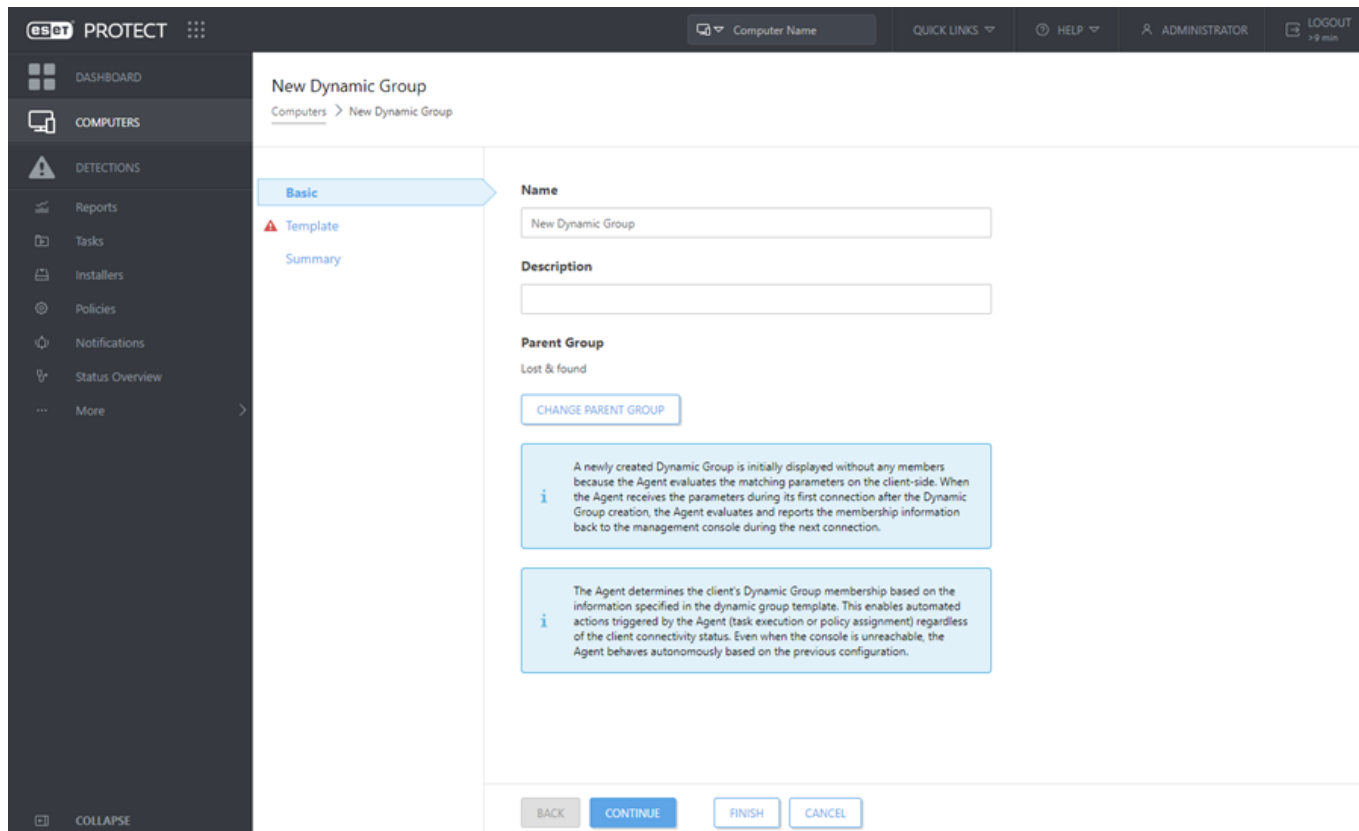 eset PROTECT
Computer Name
QUICK LINKS
HELP
ADMINISTRATOR
LOGOUT
>9 min
DASHBOARD
COMPUTERS
DETECTIONS
Reports
Tasks
Installers
Policies
Notifications
Status Overview
More
COLLAPSE
New Dynamic Group
Computers > New Dynamic Group
Basic
Template
Summary
Name
New Dynamic Group
Description
Parent Group
Lost & found
CHANGE PARENT GROUP
A newly created Dynamic Group is initially displayed without any members
because the Agent evaluates the matching parameters on the client-side. When
the Agent receives the parameters during its first connection after the Dynamic
Group creation, the Agent evaluates and reports the membership information
back to the management console during the next connection.
The Agent determines the client's Dynamic Group membership based on the
information specified in the dynamic group template. This enables automated
actions triggered by the Agent (task execution or policy assignment) regardless
of the client connectivity status. Even when the console is unreachable, the
Agent behaves autonomously based on the previous configuration.
BACK
CONTINUE
FINISH
CANCEL